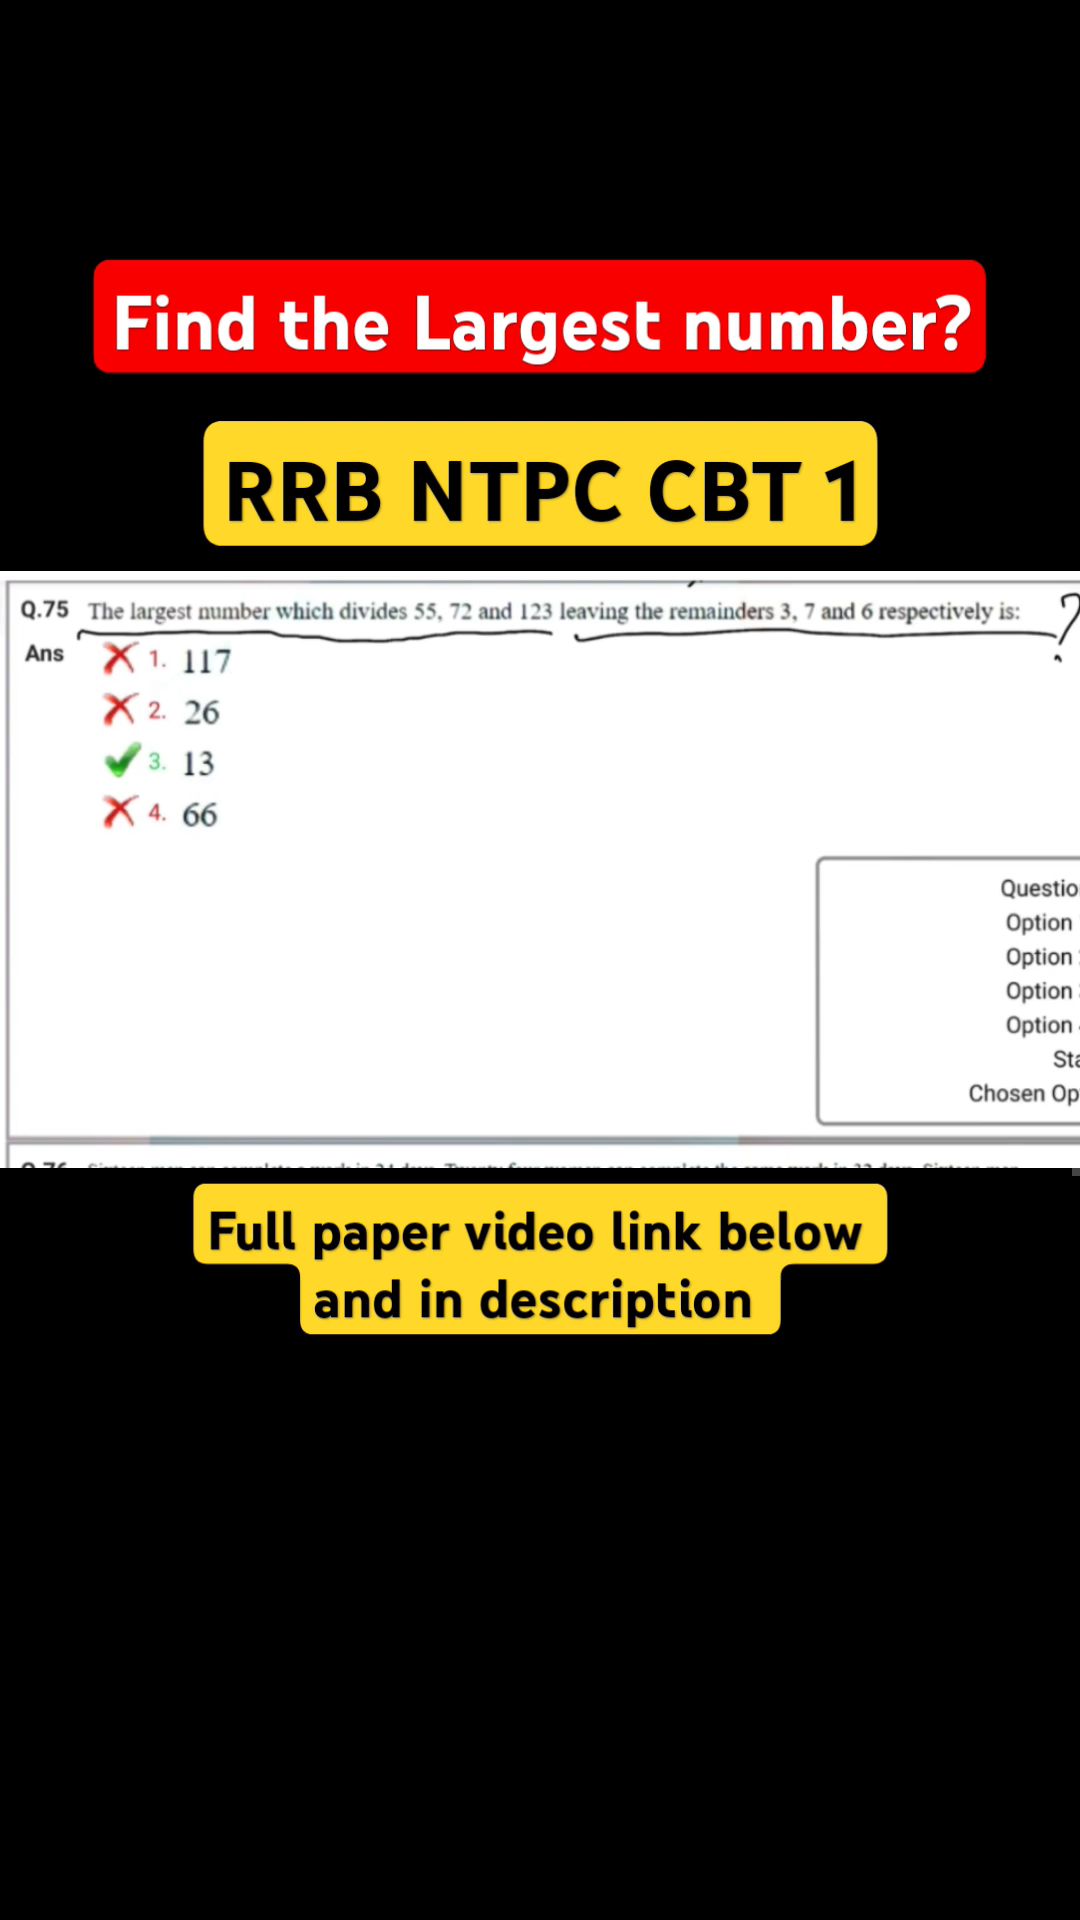 Find the Largest number?
RRB NTPC CBT 1
Q.75 The largest number which divides 55, 72 and 123 leaving the remainders 3, 7 and 6 respectively is: ?
Ans 1. 117
2. 26
3. 13
4. 66
Questio
Option
Option
Option
Option
Sta
Chosen Op
Full paper video link below
and in description